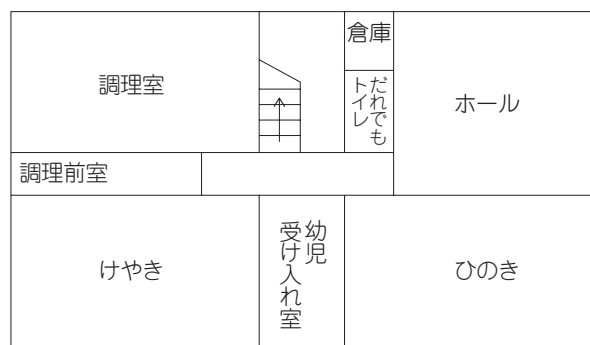 調理室
倉庫
だれでも
トイレ
ホール
調理前室
けやき
幼児
受け入れ室
ひのき